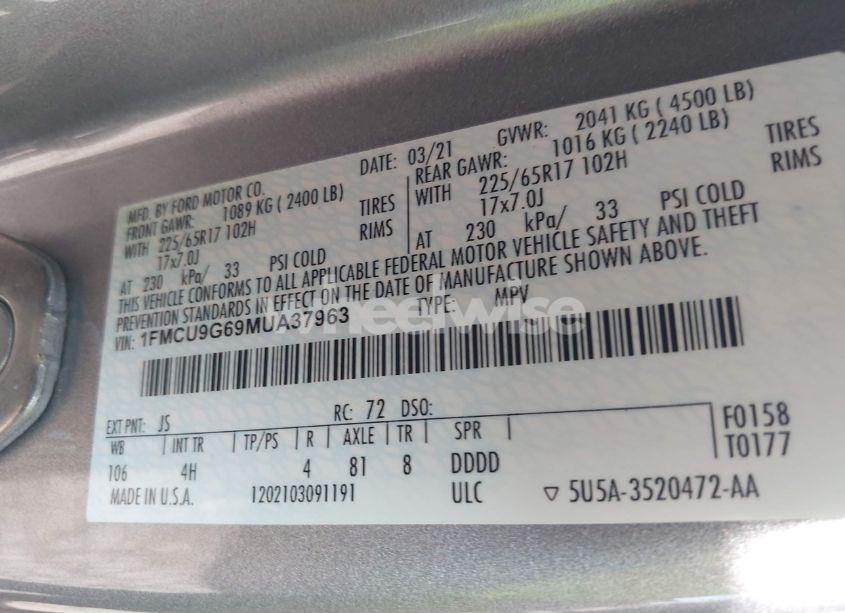 MFD. BY FORD MOTOR CO.
DATE: 03/21
GVWR: 2041 KG ( 4500 LB)
FRONT GAWR: 1089 KG ( 2400 LB)
REAR GAWR: 1016 KG ( 2240 LB)
WITH 225/65R17 102H TIRES
WITH 225/65R17 102H TIRES
17x7.0J RIMS
17x7.0J RIMS
AT 230 kPa/ 33 PSI COLD
AT 230 kPa/ 33 PSI COLD
THIS VEHICLE CONFORMS TO ALL APPLICABLE FEDERAL MOTOR VEHICLE SAFETY AND THEFT
PREVENTION STANDARDS IN EFFECT ON THE DATE OF MANUFACTURE SHOWN ABOVE.
VIN: 1FMCU9G69MUA37963
TYPE: MPV
wheelwise
EXT PNT: JS RC: 72 DSO:
WB INT TR TP/PS R AXLE TR SPR
106 4H 4 81 8 DDDD
F0158
T0177
MADE IN U.S.A. 1202103091191 ULC 5U5A-3520472-AA